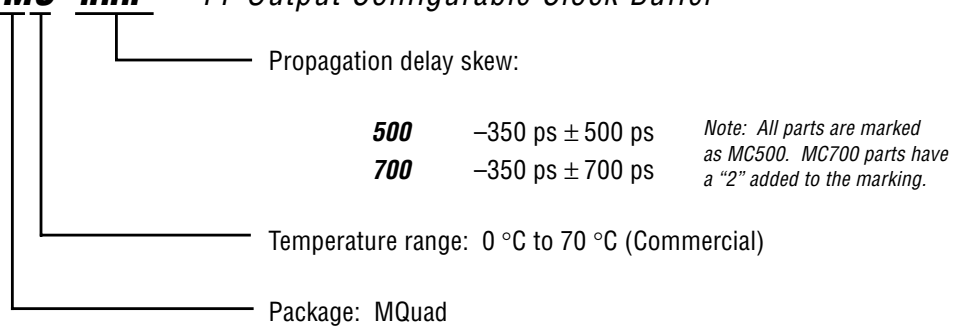 Output Configurable Clock Buffer
Propagation delay skew:
500 –350 ps ± 500 ps
700 –350 ps ± 700 ps
Note: All parts are marked
as MC500. MC700 parts have
a “2” added to the marking.
Temperature range: 0 °C to 70 °C (Commercial)
Package: MQuad